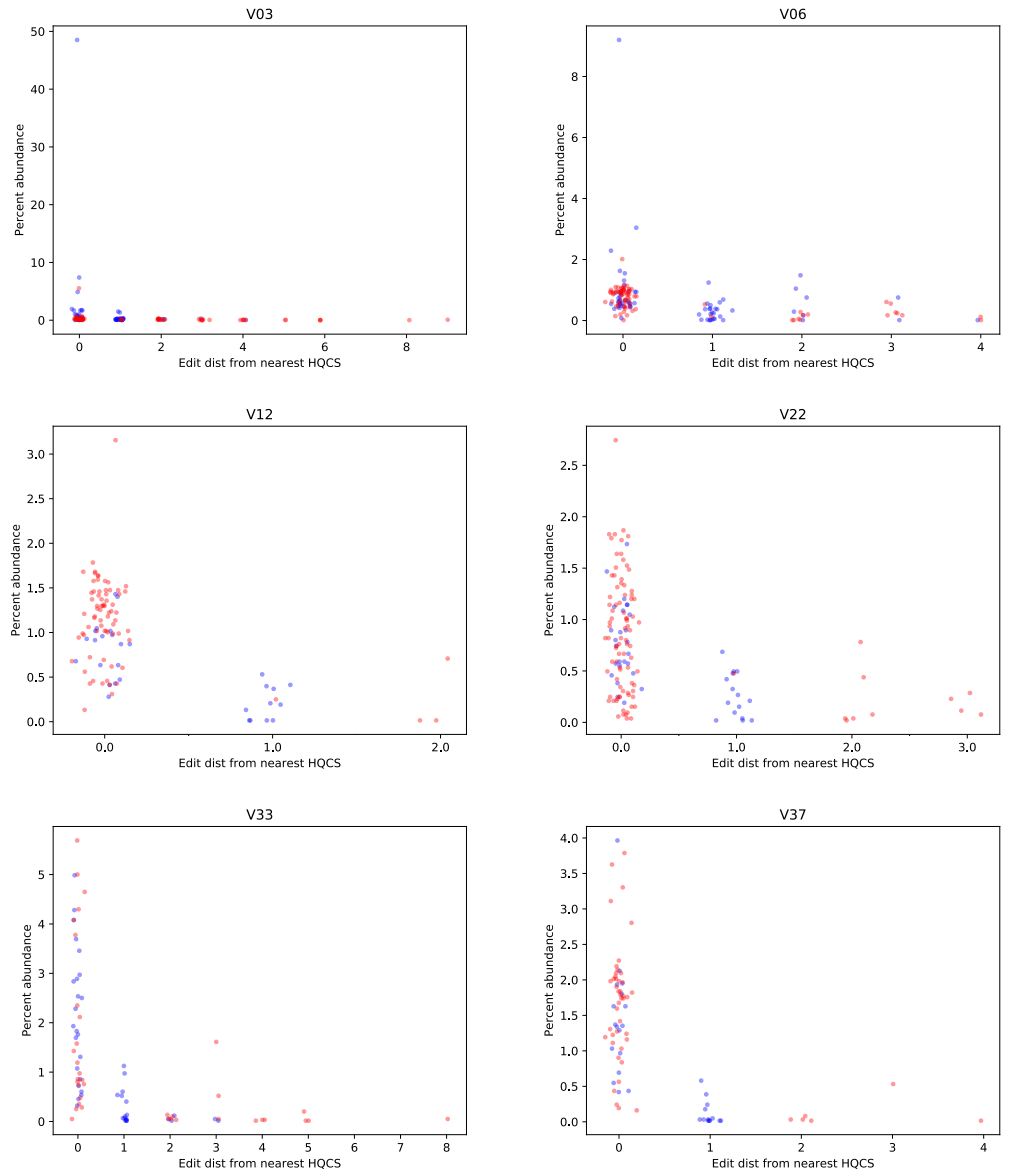 V03
50
40
30
20
10
0
Percent abundance
0 2 4 6 8
Edit dist from nearest HQCS
V06
8
6
4
2
0
Percent abundance
0 1 2 3 4
Edit dist from nearest HQCS
V12
3.0
2.5
2.0
1.5
1.0
0.5
0.0
Percent abundance
0.0 1.0 2.0
Edit dist from nearest HQCS
V22
2.5
2.0
1.5
1.0
0.5
0.0
Percent abundance
0.0 1.0 2.0 3.0
Edit dist from nearest HQCS
V33
5
4
3
2
1
0
Percent abundance
0 1 2 3 4 5 6 7 8
Edit dist from nearest HQCS
V37
4.0
3.5
3.0
2.5
2.0
1.5
1.0
0.5
0.0
Percent abundance
0 1 2 3 4
Edit dist from nearest HQCS